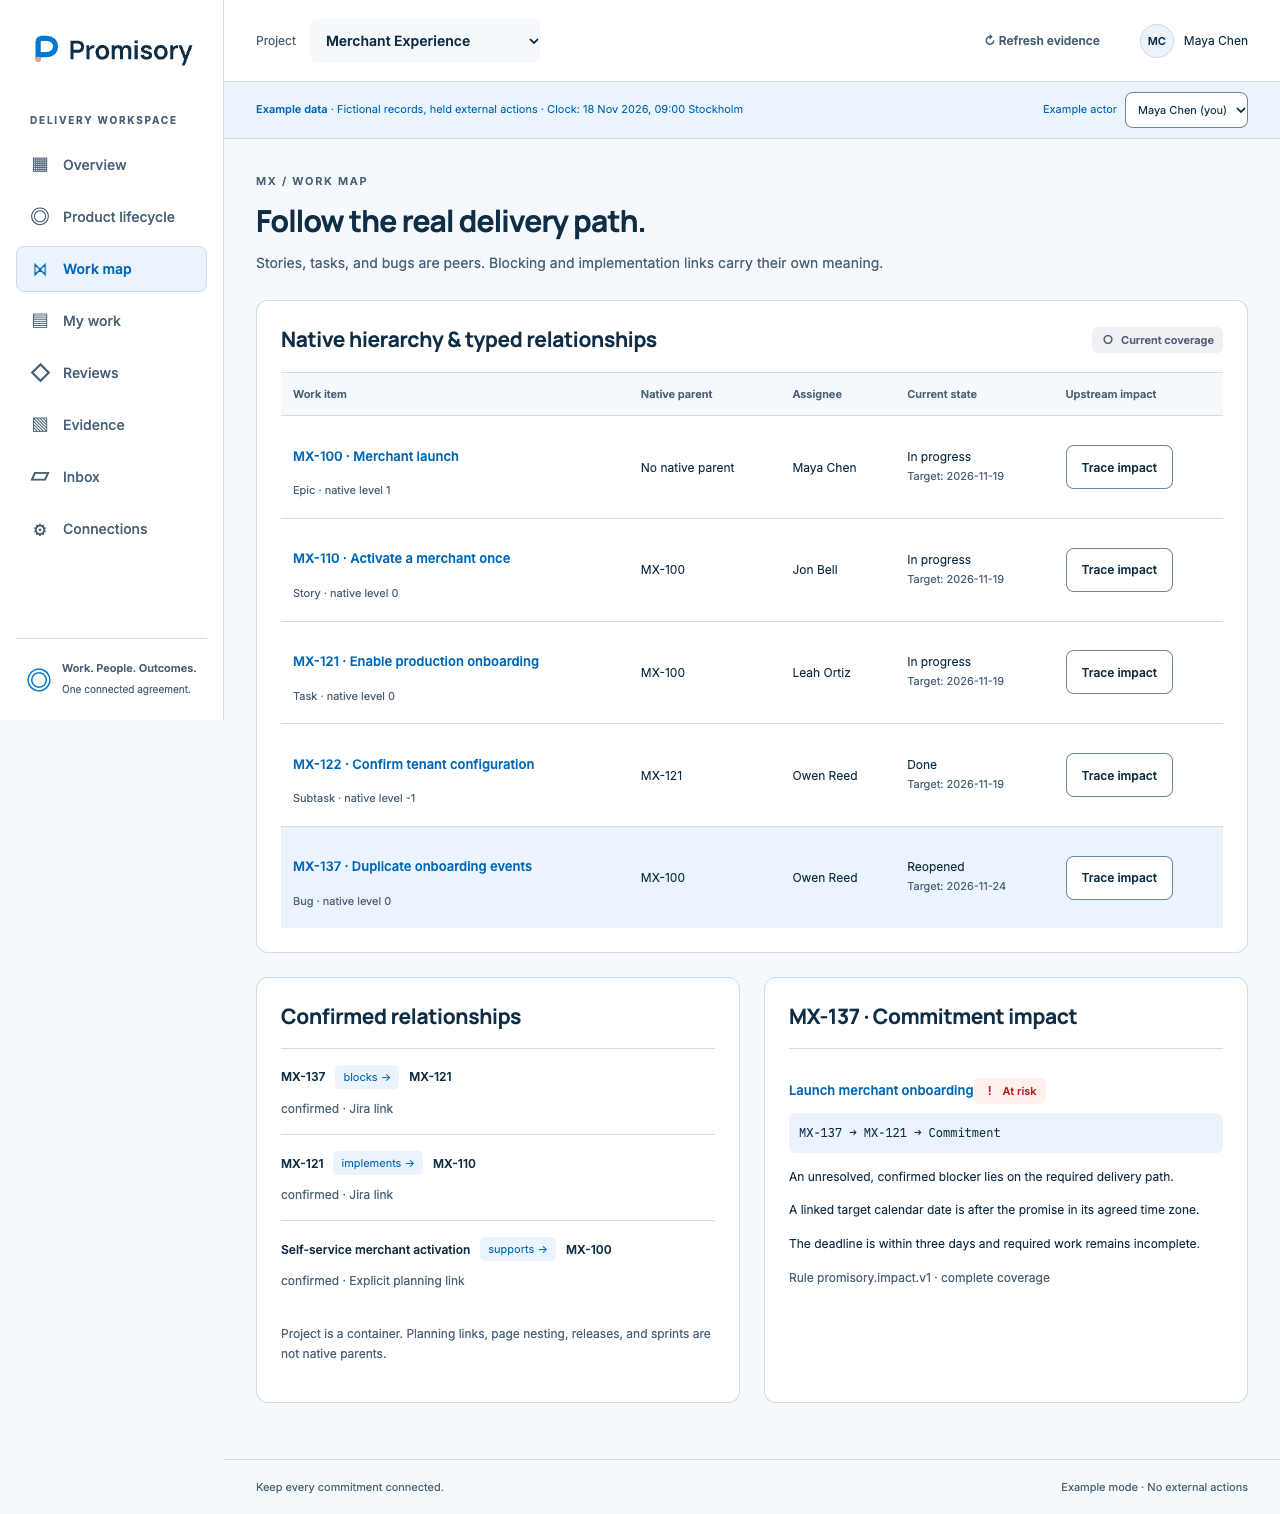 Promisory
Project
Merchant Experience
↻ Refresh evidence
MC
Maya Chen
Example data · Fictional records, held external actions · Clock: 18 Nov 2026, 09:00 Stockholm
Example actor
Maya Chen (you)
DELIVERY WORKSPACE
Overview
Product lifecycle
Work map
My work
Reviews
Evidence
Inbox
Connections
Work. People. Outcomes.
One connected agreement.
MX / WORK MAP
Follow the real delivery path.
Stories, tasks, and bugs are peers. Blocking and implementation links carry their own meaning.
Native hierarchy & typed relationships
Current coverage
Work item Native parent Assignee Current state Upstream impact
MX-100 · Merchant launch
Epic · native level 1
No native parent
Maya Chen
In progress
Target: 2026-11-19
Trace impact
MX-110 · Activate a merchant once
Story · native level 0
MX-100
Jon Bell
In progress
Target: 2026-11-19
Trace impact
MX-121 · Enable production onboarding
Task · native level 0
MX-100
Leah Ortiz
In progress
Target: 2026-11-19
Trace impact
MX-122 · Confirm tenant configuration
Subtask · native level -1
MX-121
Owen Reed
Done
Target: 2026-11-19
Trace impact
MX-137 · Duplicate onboarding events
Bug · native level 0
MX-100
Owen Reed
Reopened
Target: 2026-11-24
Trace impact
Confirmed relationships
MX-137 blocks → MX-121
confirmed · Jira link
MX-121 implements → MX-110
confirmed · Jira link
Self-service merchant activation supports → MX-100
confirmed · Explicit planning link
Project is a container. Planning links, page nesting, releases, and sprints are
not native parents.
MX-137 · Commitment impact
Launch merchant onboarding ! At risk
MX-137 → MX-121 → Commitment
An unresolved, confirmed blocker lies on the required delivery path.
A linked target calendar date is after the promise in its agreed time zone.
The deadline is within three days and required work remains incomplete.
Rule promisory.impact.v1 · complete coverage
Keep every commitment connected.
Example mode · No external actions